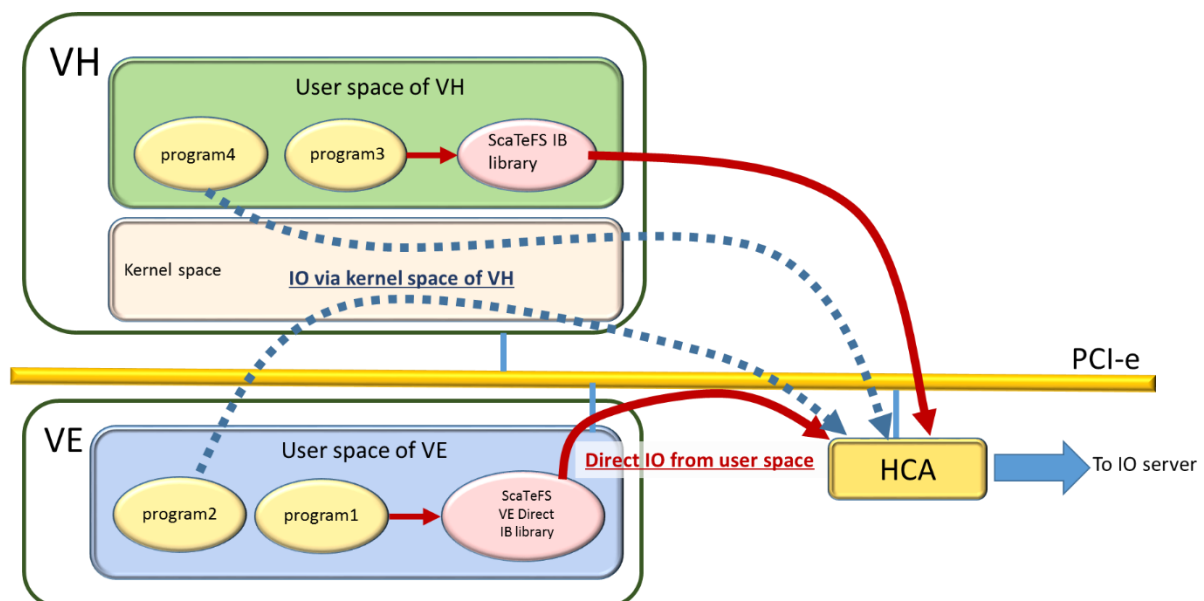 VH
User space of VH
program4
program3
ScaTeFS IB
library
Kernel space
IO via kernel space of VH
PCI-e
VE
User space of VE
Direct IO from user space
HCA
To IO server
program2
program1
ScaTeFS
VE Direct
IB library